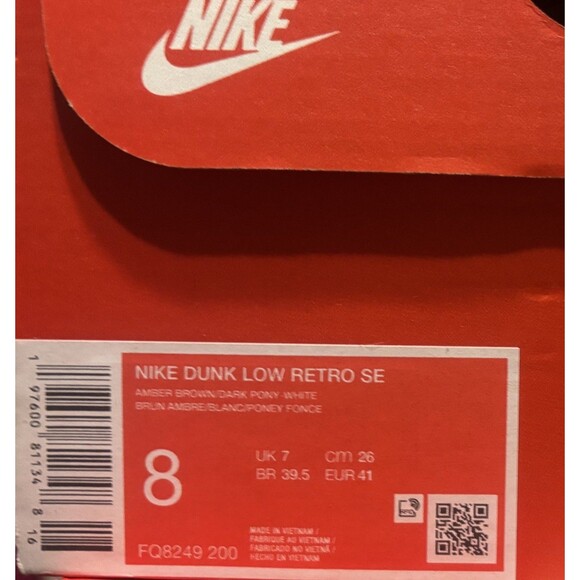 NIKE
NIKE DUNK LOW RETRO SE
AMBER BROWN/DARK PONY-WHITE
BRUN AMBRE/BLANC/PONEY FONCE
8
UK 7 cm 26
BR 39.5 EUR 41
MADE IN VIETNAM /
FABRIQUE AU VIETNAM /
FABRICADO NO VIETNÃ /
HECHO EN VIETNAM
FQ8249 200
1 97600 81134 8 16